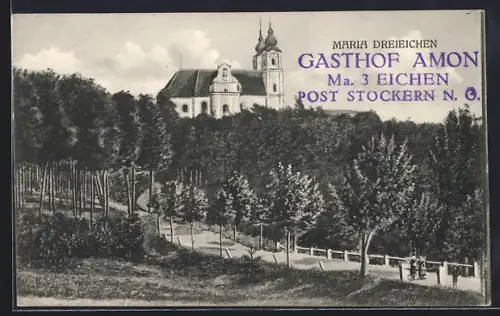 MARIA DREIEICHEN
GASTHOF AMON
MA. 3 EICHEN
POST STOCKERN N. Ö.